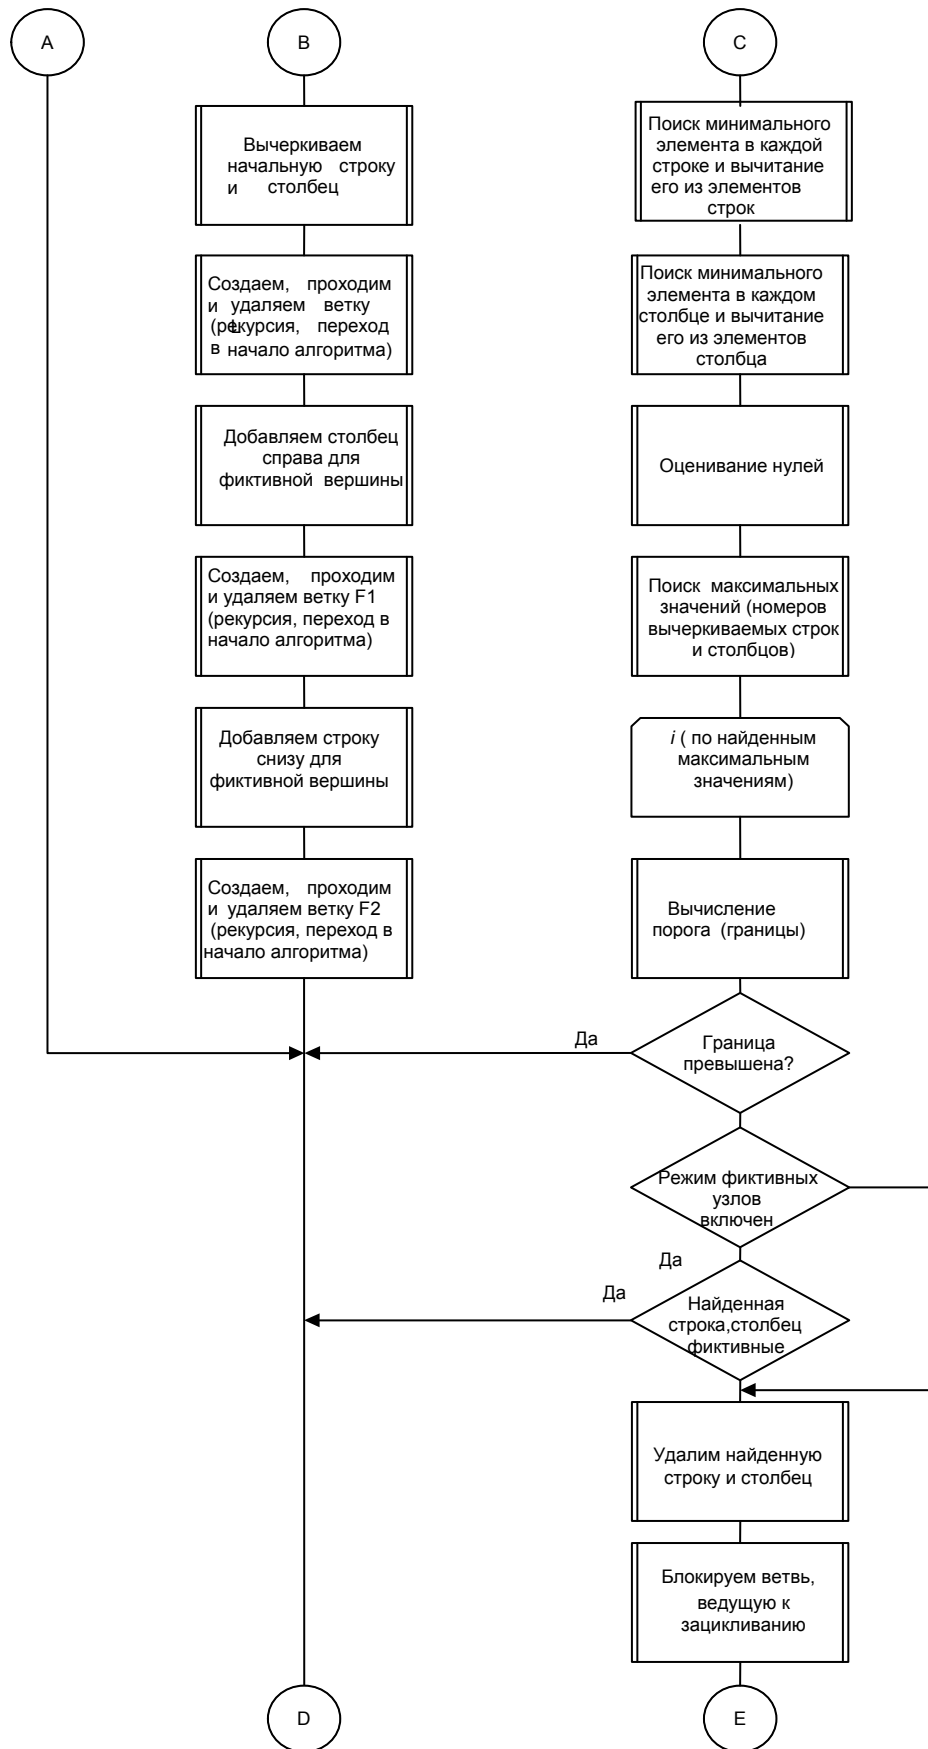 A
B
C
Вычеркиваем
начальную строку
и столбец
Создаем, проходим
и удаляем ветку
(рекурсия, переход
в начало алгоритма)
Добавляем столбец
справа для
фиктивной вершины
Создаем, проходим
и удаляем ветку F1
(рекурсия, переход в
начало алгоритма)
Добавляем строку
снизу для
фиктивной вершины
Создаем, проходим
и удаляем ветку F2
(рекурсия, переход в
начало алгоритма)
Поиск минимального
элемента в каждой
строке и вычитание
его из элементов
строк
Поиск минимального
элемента в каждом
столбце и вычитание
его из элементов
столбца
Оценивание нулей
Поиск максимальных
значений (номеров
вычеркиваемых строк
и столбцов)
i ( по найденным
максимальным
значениям)
Вычисление
порога (границы)
Да
Граница
превышена?
Режим фиктивных
узлов
включен
Да
Да
Найденная
строка,столбец
фиктивные
Удалим найденную
строку и столбец
Блокируем ветвь,
ведущую к
зацикливанию
D
E